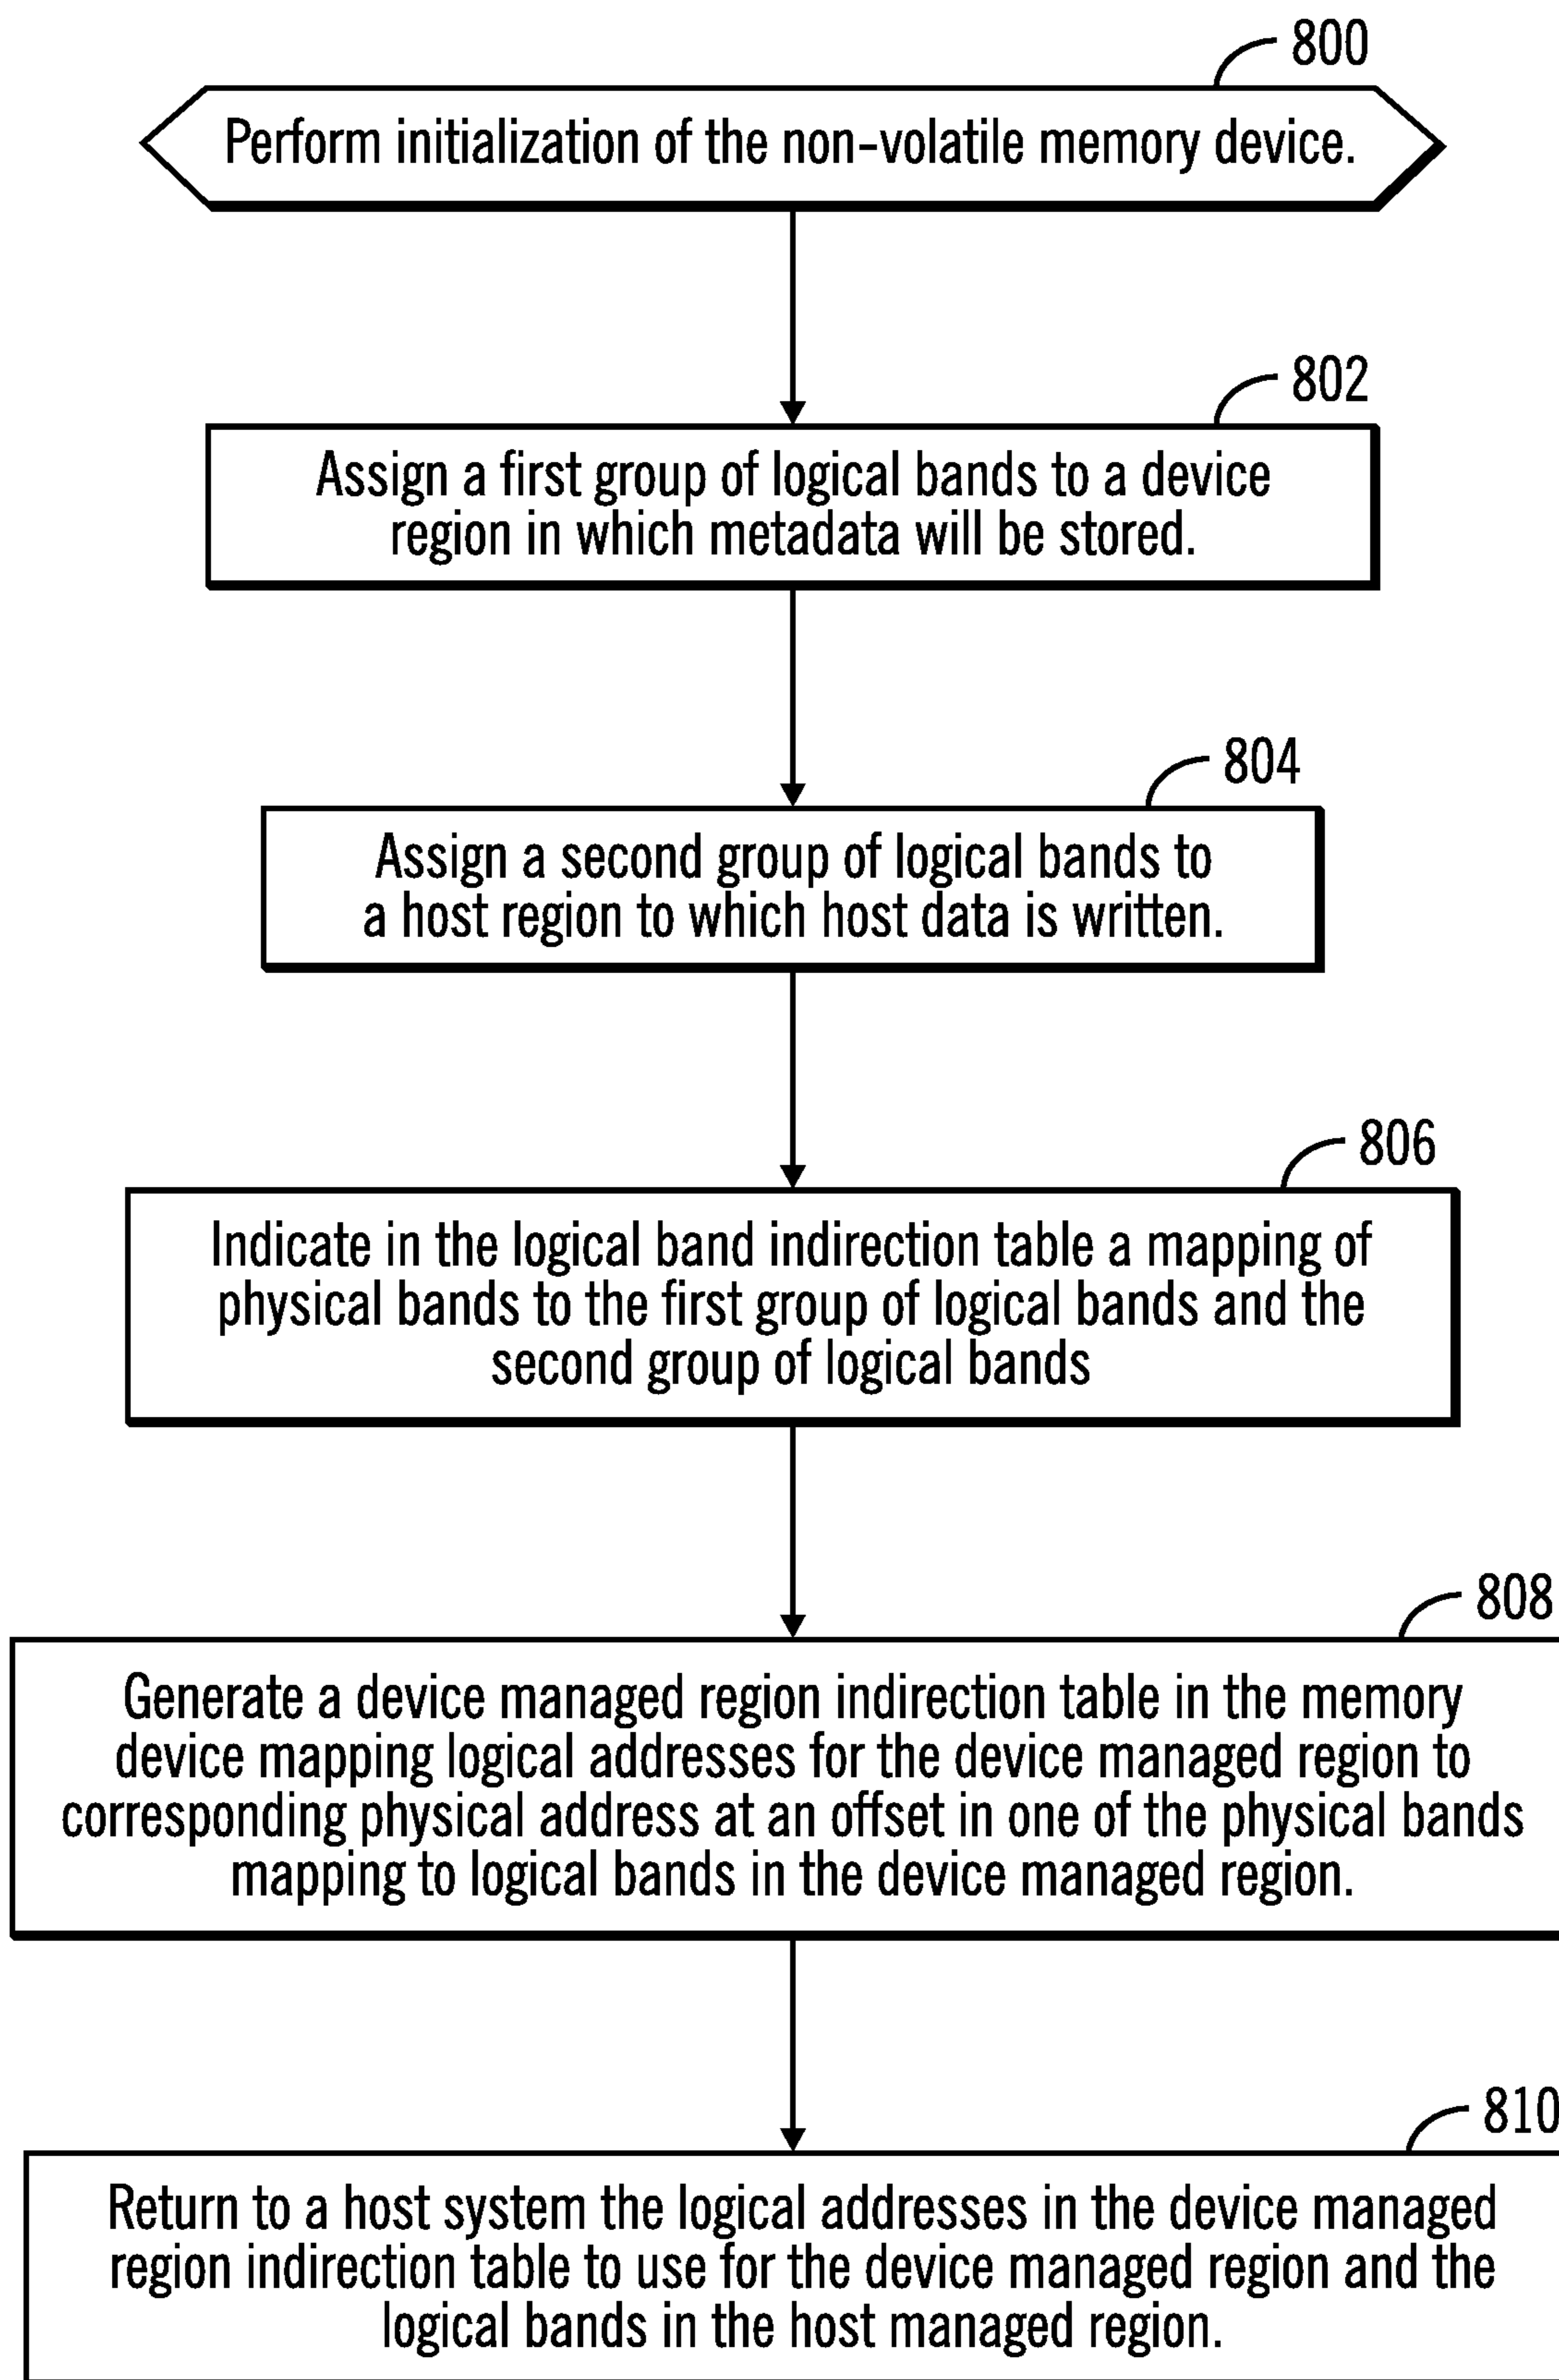 800
Perform initialization of the non-volatile memory device.
802
Assign a first group of logical bands to a device
region in which metadata will be stored.
804
Assign a second group of logical bands to
a host region to which host data is written.
806
Indicate in the logical band indirection table a mapping of
physical bands to the first group of logical bands and the
second group of logical bands
808
Generate a device managed region indirection table in the memory
device mapping logical addresses for the device managed region to
corresponding physical address at an offset in one of the physical bands
mapping to logical bands in the device managed region.
810
Return to a host system the logical addresses in the device managed
region indirection table to use for the device managed region and the
logical bands in the host managed region.